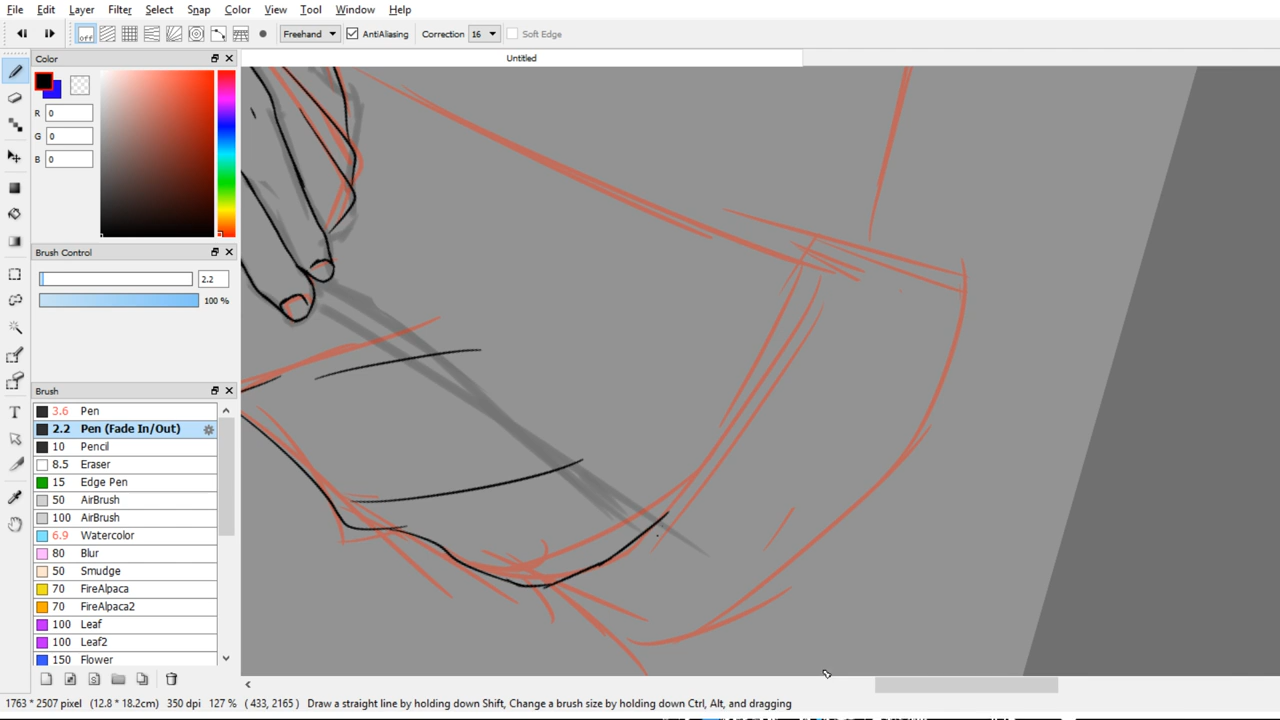 File Edit Layer Filter Select Snap Color View Tool Window Help
off Freehand AntiAliasing Correction 16 Soft Edge
Color
Untitled
R 0
G 0
B 0
Brush Control
2.2
100 %
Brush
3.6 Pen
2.2 Pen (Fade In/Out)
10 Pencil
8.5 Eraser
15 Edge Pen
50 AirBrush
100 AirBrush
6.9 Watercolor
80 Blur
50 Smudge
70 FireAlpaca
70 FireAlpaca2
100 Leaf
100 Leaf2
150 Flower
1763 * 2507 pixel (12.8 * 18.2cm) 350 dpi 127 % ( 433, 2165 ) Draw a straight line by holding down Shift, Change a brush size by holding down Ctrl, Alt, and dragging